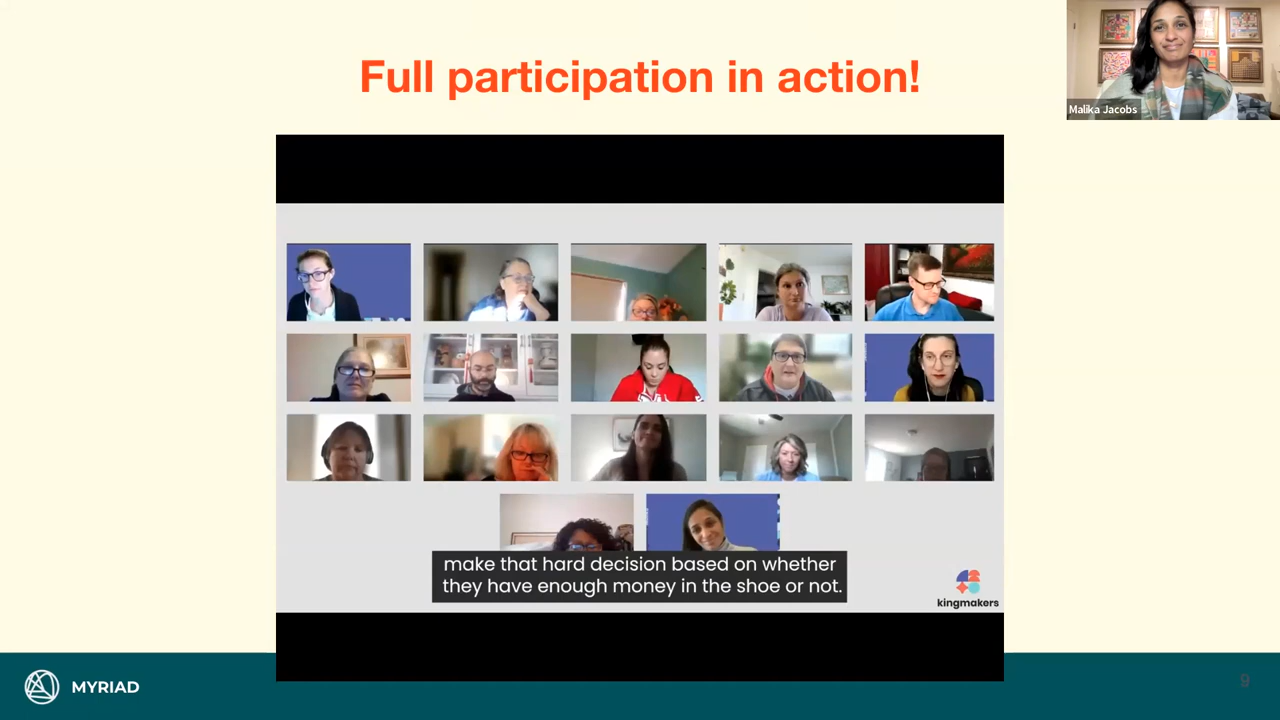 Full participation in action!
Malika Jacobs
make that hard decision based on whether
they have enough money in the shoe or not.
kingmakers
MYRIAD
9